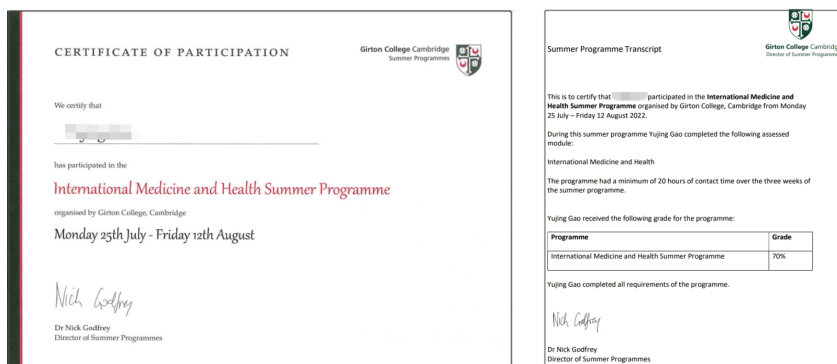 CERTIFICATE OF PARTICIPATION
Girton College Cambridge
Summer Programmes
We certify that
has participated in the
International Medicine and Health Summer Programme
organised by Girton College, Cambridge
Monday 25th July - Friday 12th August
Nick Godfrey
Dr Nick Godfrey
Director of Summer Programmes
Girton College Cambridg
Director of Summer Programme
Summer Programme Transcript
This is to certify that participated in the International Medicine and
Health Summer Programme organised by Girton College, Cambridge from Monday
25 July – Friday 12 August 2022.
During this summer programme Yujing Gao completed the following assessed
module:
International Medicine and Health
The programme had a minimum of 20 hours of contact time over the three weeks of
the summer programme.
Yujing Gao received the following grade for the programme:
Programme Grade
International Medicine and Health Summer Programme 70%
Yujing Gao completed all requirements of the programme.
Nick Godfrey
Dr Nick Godfrey
Director of Summer Programmes